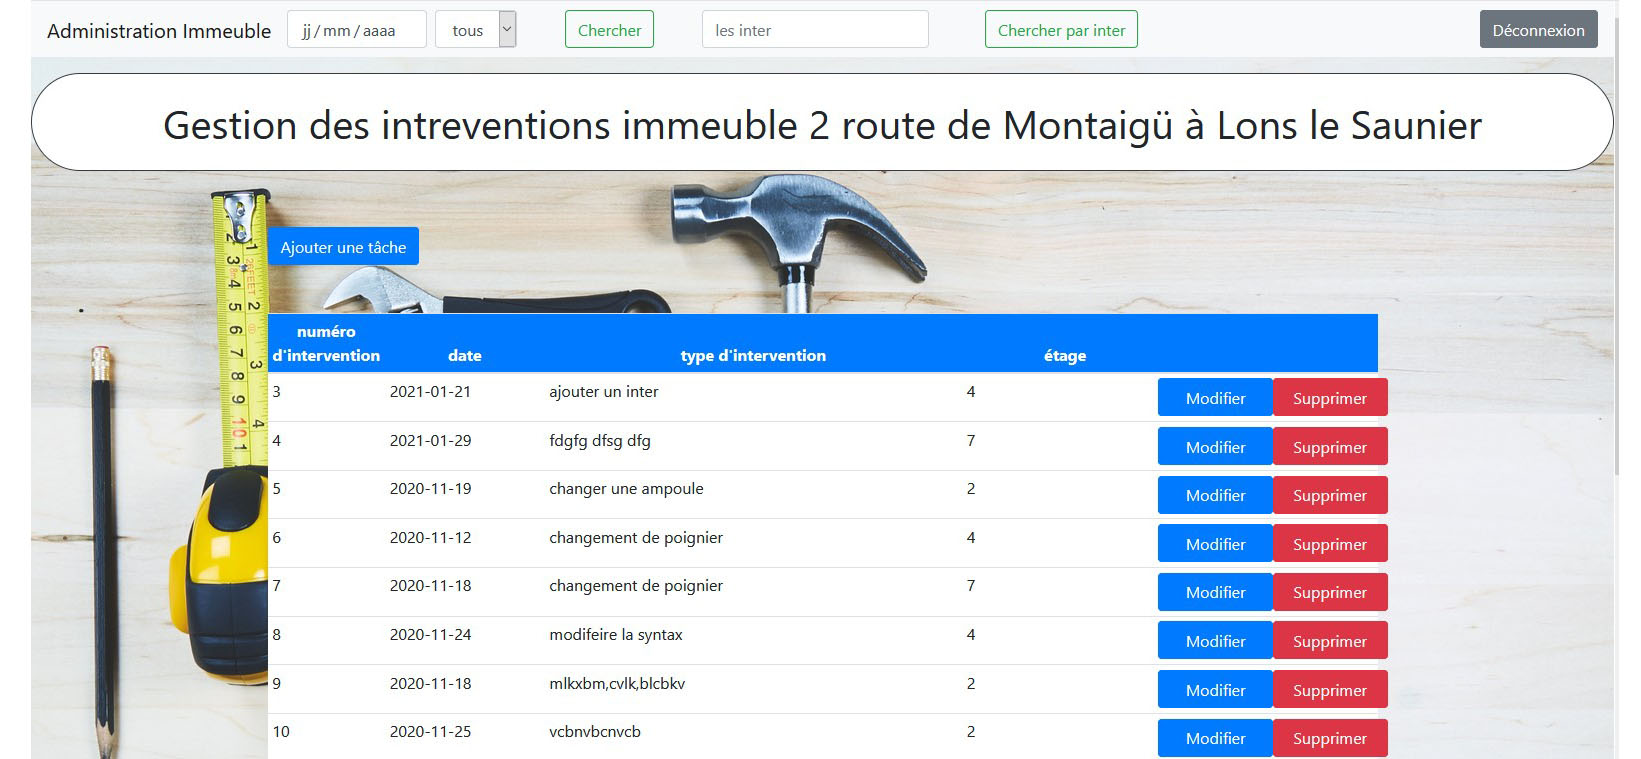 Administration Immeuble jj / mm / aaaa tous Chercher les inter Chercher par inter Déconnexion
Gestion des intreventions immeuble 2 route de Montaigü à Lons le Saunier
Ajouter une tâche
numéro
d'intervention date type d'intervention étage
3 2021-01-21 ajouter un inter 4 Modifier Supprimer
4 2021-01-29 fdgfg dfsg dfg 7 Modifier Supprimer
5 2020-11-19 changer une ampoule 2 Modifier Supprimer
6 2020-11-12 changement de poignier 4 Modifier Supprimer
7 2020-11-18 changement de poignier 7 Modifier Supprimer
8 2020-11-24 modifeire la syntax 4 Modifier Supprimer
9 2020-11-18 mlkxbm,cvlk,blcbkv 2 Modifier Supprimer
10 2020-11-25 vcbnvbcnvcb 2 Modifier Supprimer